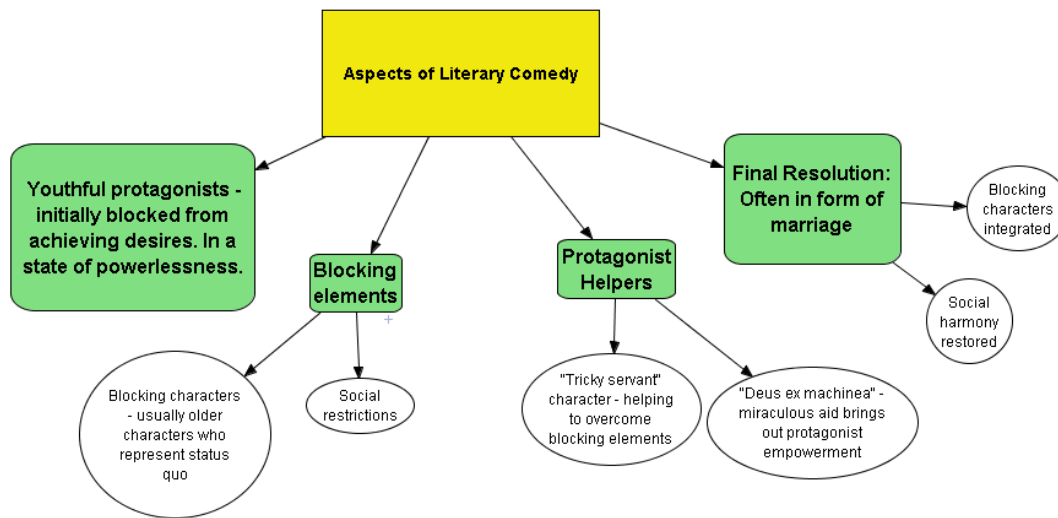 Aspects of Literary Comedy
Youthful protagonists -
initially blocked from
achieving desires. In a
state of powerlessness.
Blocking
elements
Protagonist
Helpers
Final Resolution:
Often in form of
marriage
Blocking
characters
integrated
Social
harmony
restored
Blocking characters
- usually older
characters who
represent status
quo
Social
restrictions
"Tricky servant"
character - helping
to overcome
blocking elements
"Deus ex machinea" -
miraculous aid brings
out protagonist
empowerment